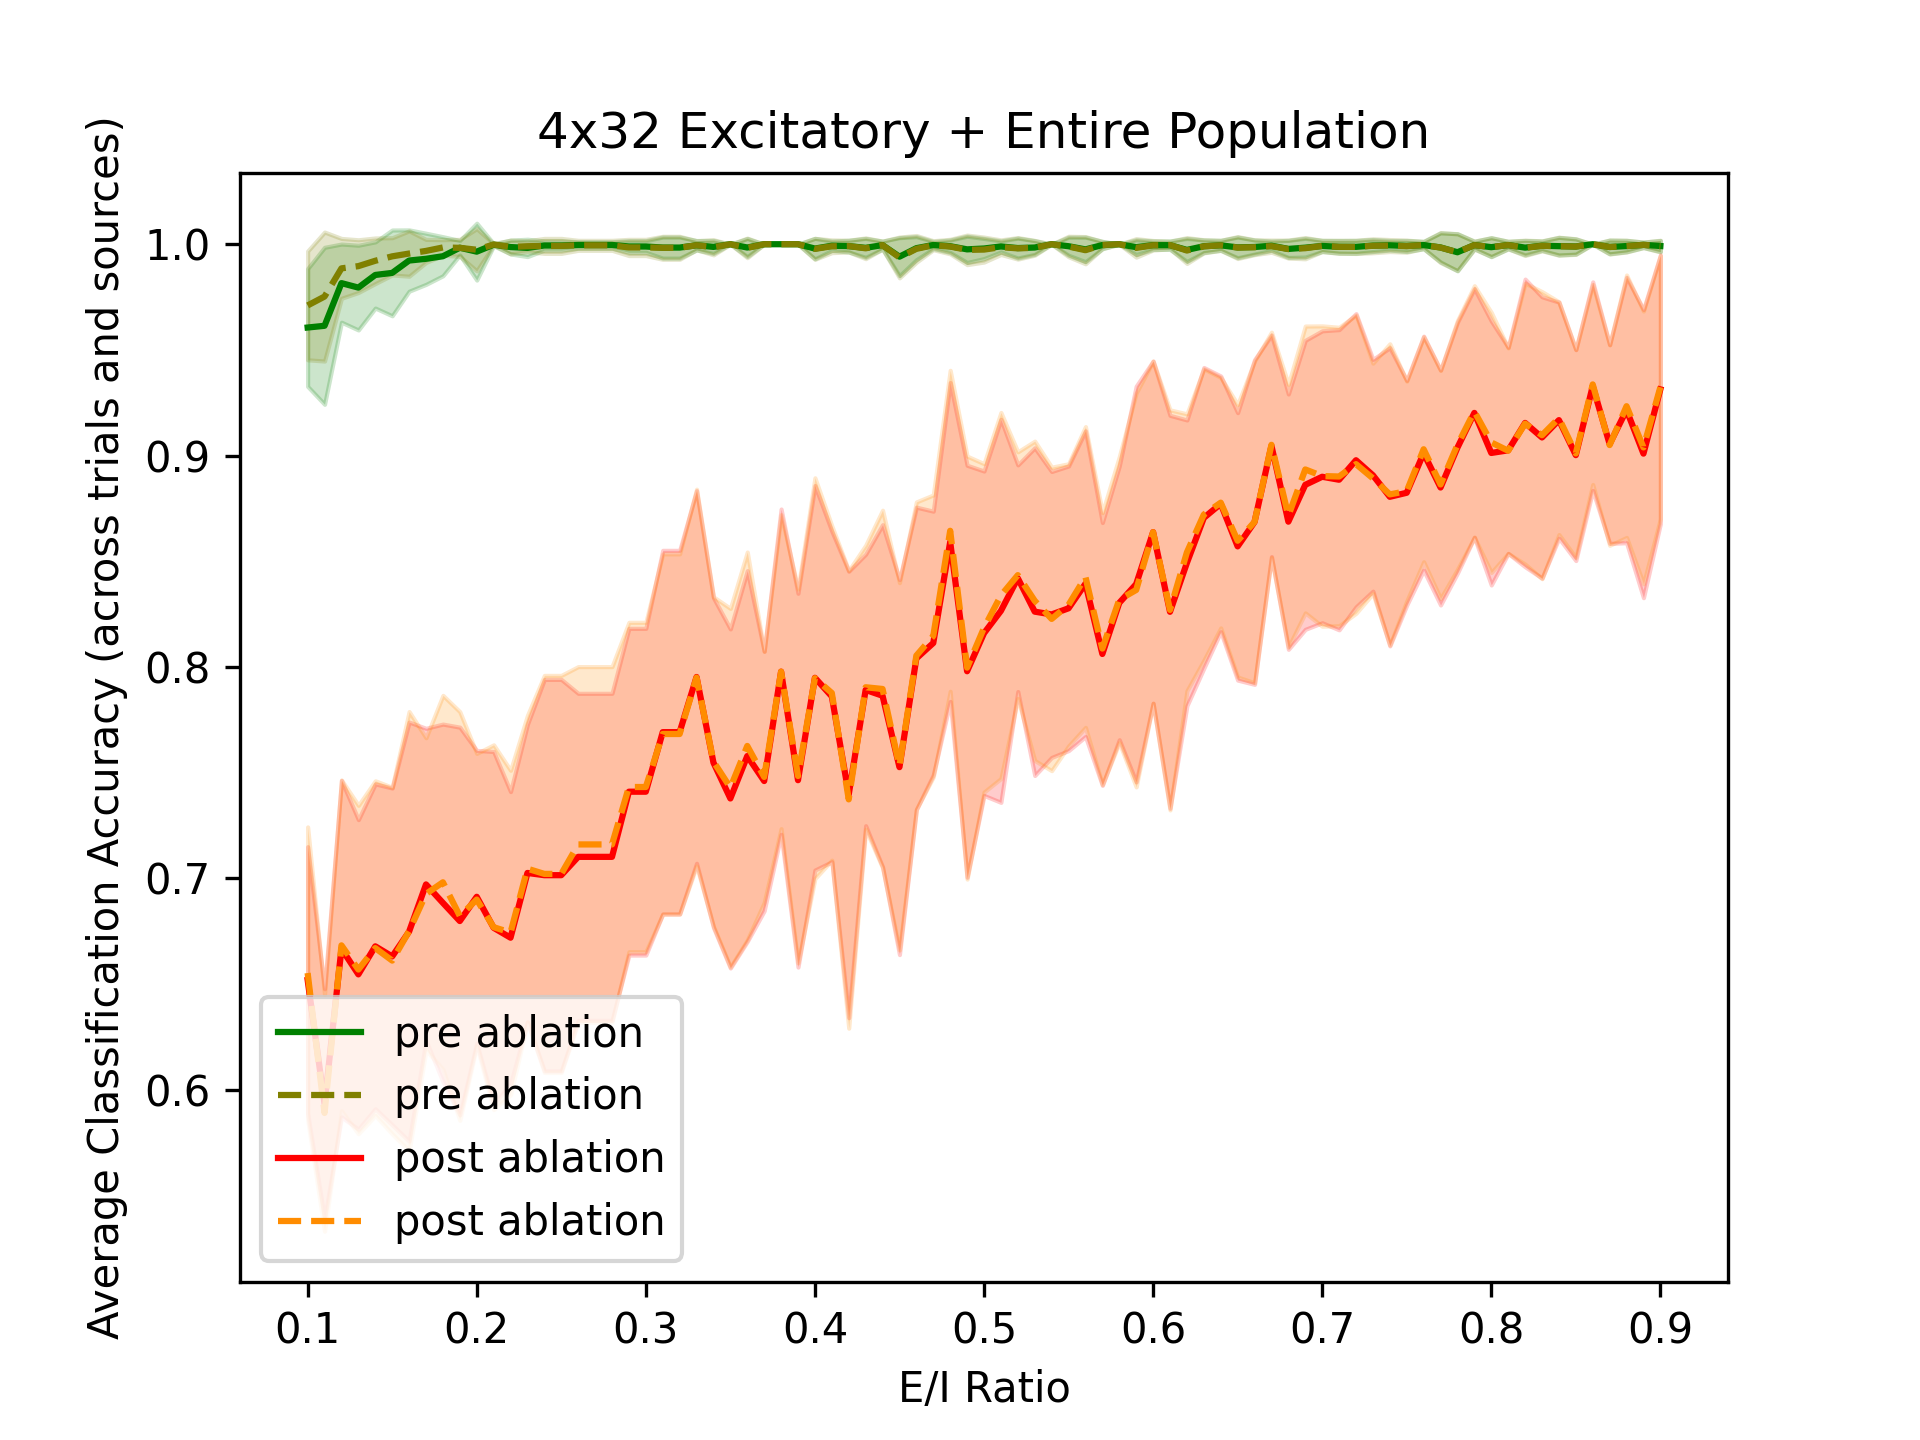 4x32 Excitatory + Entire Population
Average Classification Accuracy (across trials and sources)
1.0
0.9
0.8
0.7
0.6
pre ablation
pre ablation
post ablation
post ablation
0.1 0.2 0.3 0.4 0.5 0.6 0.7 0.8 0.9
E/I Ratio